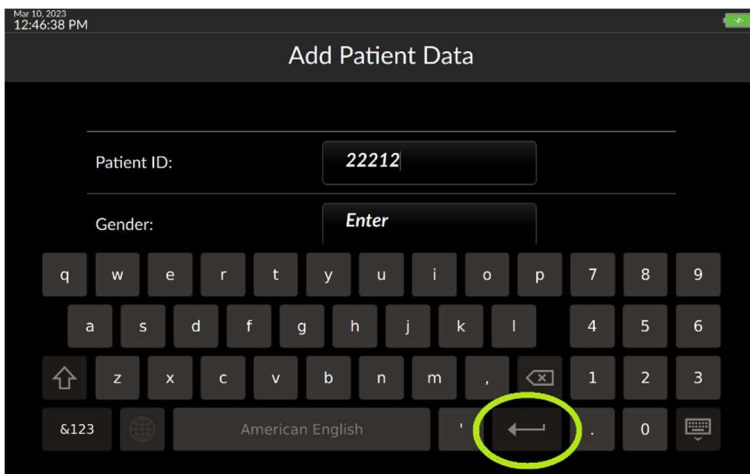 Mar 10, 2023
12:46:38 PM
Add Patient Data
Patient ID: 22212
Gender: Enter
q w e r t y u i o p 7 8 9
a s d f g h j k l 4 5 6
z x c v b n m , 1 2 3
&123 American English ' . 0